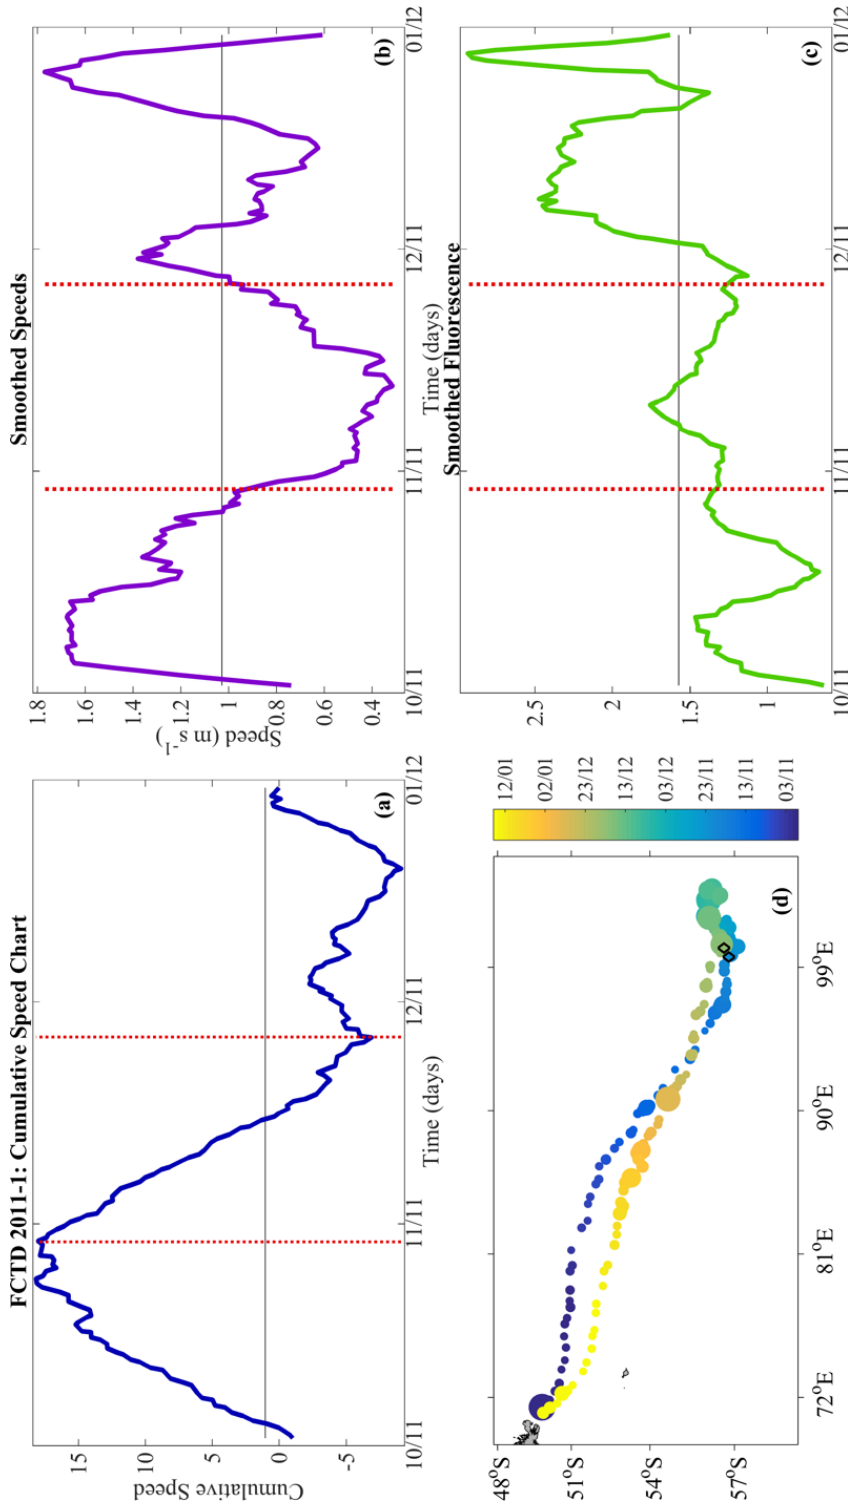 FCTD 2011-1: Cumulative Speed Chart
Cumulative Speed
15
10
5
0
-5
10/11
11/11
12/11
01/12
Time (days)
(a)
Smoothed Speeds
Speed (m s⁻¹)
1.8
1.6
1.4
1.2
1
0.8
0.6
0.4
10/11
11/11
12/11
01/12
Time (days)
(b)
Smoothed Fluorescence
2.5
2
1.5
1
10/11
11/11
12/11
01/12
(c)
48°S
51°S
54°S
57°S
72°E
81°E
90°E
99°E
(d)
12/01
02/01
23/12
13/12
03/12
23/11
13/11
03/11